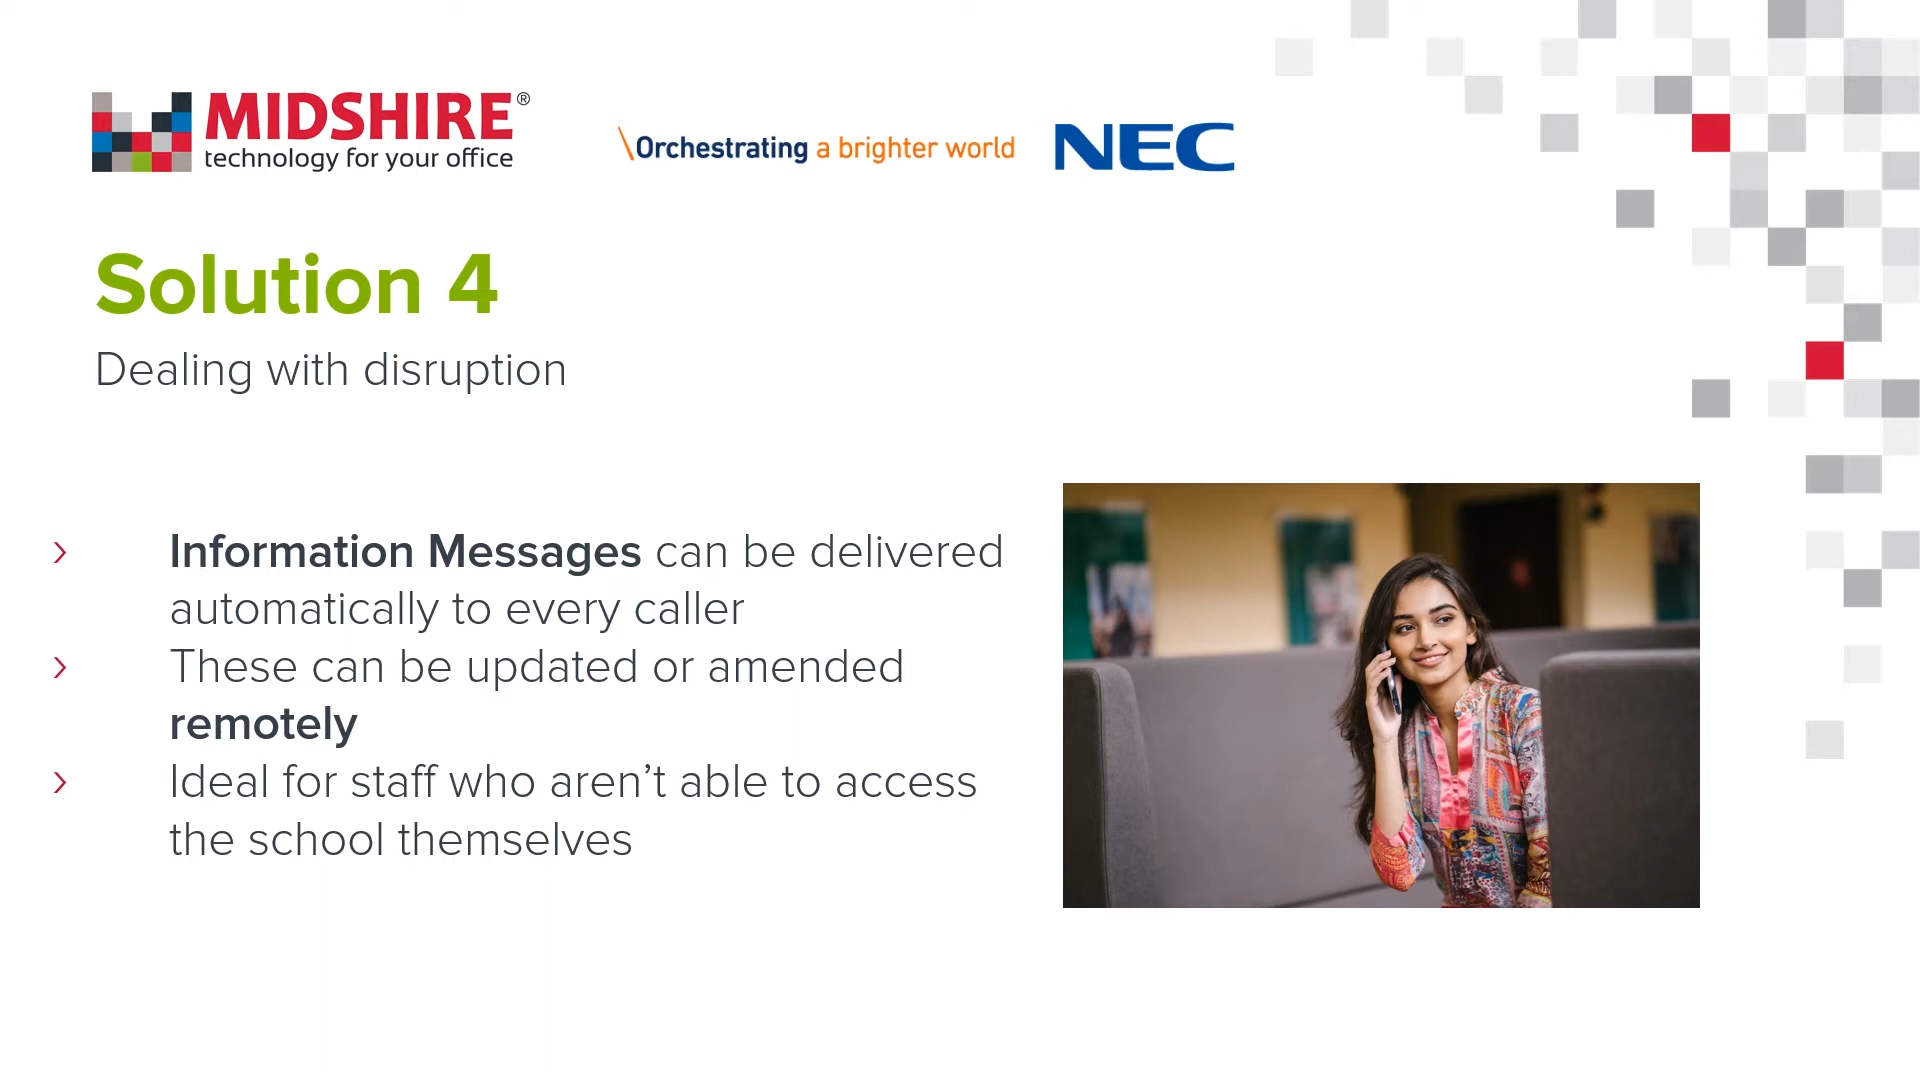 MIDSHIRE®
technology for your office
\Orchestrating a brighter world
NEC
Solution 4
Dealing with disruption
› Information Messages can be delivered
automatically to every caller
› These can be updated or amended
remotely
› Ideal for staff who aren’t able to access
the school themselves